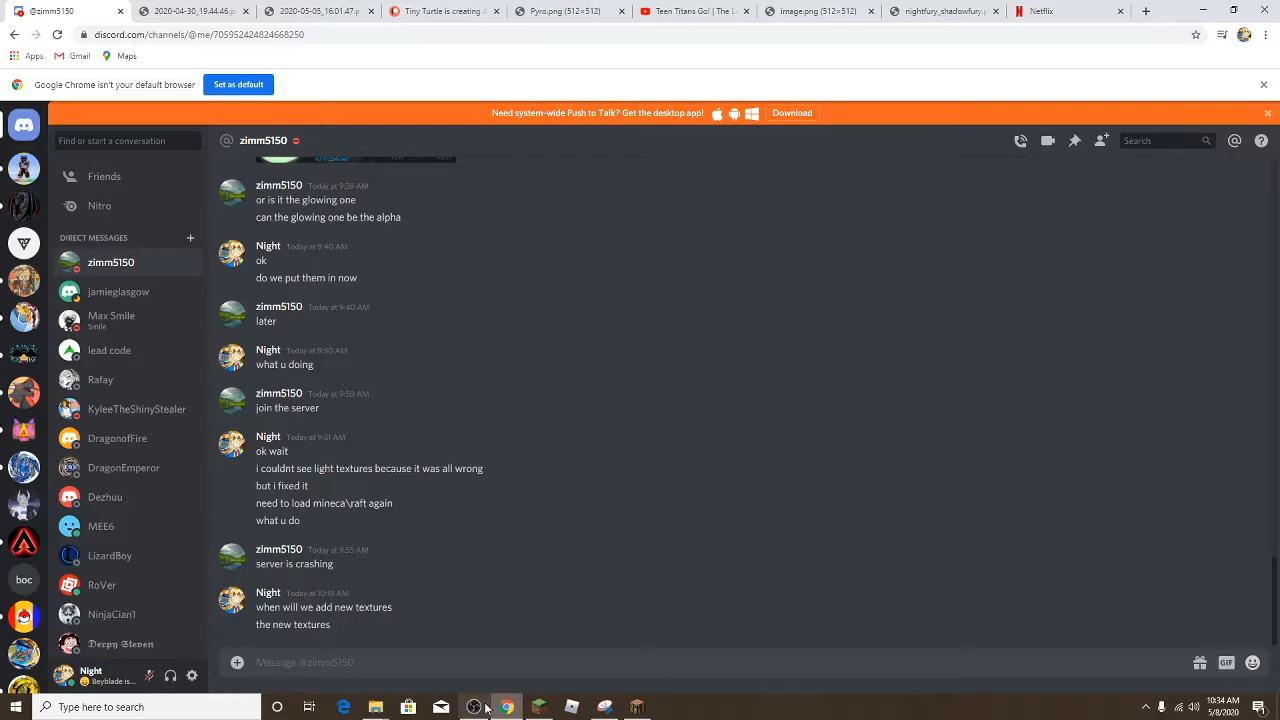 @zimm5150
2020-04-30_19.44.46.p
2020-05-05_16.01.47.p
Tiny Turtle is creating A
Pyro.png (512×512)
Teen Titans Go! | The L
image.png (512×512)
nightfury_shadowfury.p
Netflix
discord.com/channels/@me/705952424824668250
Apps
Gmail
Maps
Google Chrome isn't your default browser
Set as default
Need system-wide Push to Talk? Get the desktop app!
Download
Find or start a conversation
@ zimm5150
Search
Friends
Nitro
DIRECT MESSAGES
zimm5150
jamieglasgow
Max Smile
Smile
lead code
Rafay
KyleeTheShinyStealer
DragonofFire
DragonEmperor
Dezhuu
MEE6
LizardBoy
RoVer
NinjaCian1
𝔇𝔢𝔯𝔭𝔶 𝔖𝔱𝔢𝔳𝔢𝔫
boc
Night
Beyblade is...
zimm5150 Today at 9:39 AM
or is it the glowing one
can the glowing one be the alpha
Night Today at 9:40 AM
ok
do we put them in now
zimm5150 Today at 9:40 AM
later
Night Today at 9:50 AM
what u doing
zimm5150 Today at 9:50 AM
join the server
Night Today at 9:51 AM
ok wait
i couldnt see light textures because it was all wrong
but i fixed it
need to load mineca\raft again
what u do
zimm5150 Today at 9:55 AM
server is crashing
Night Today at 10:19 AM
when will we add new textures
the new textures
Message @zimm5150
GIF
Type here to search
10:34 AM
5/8/2020